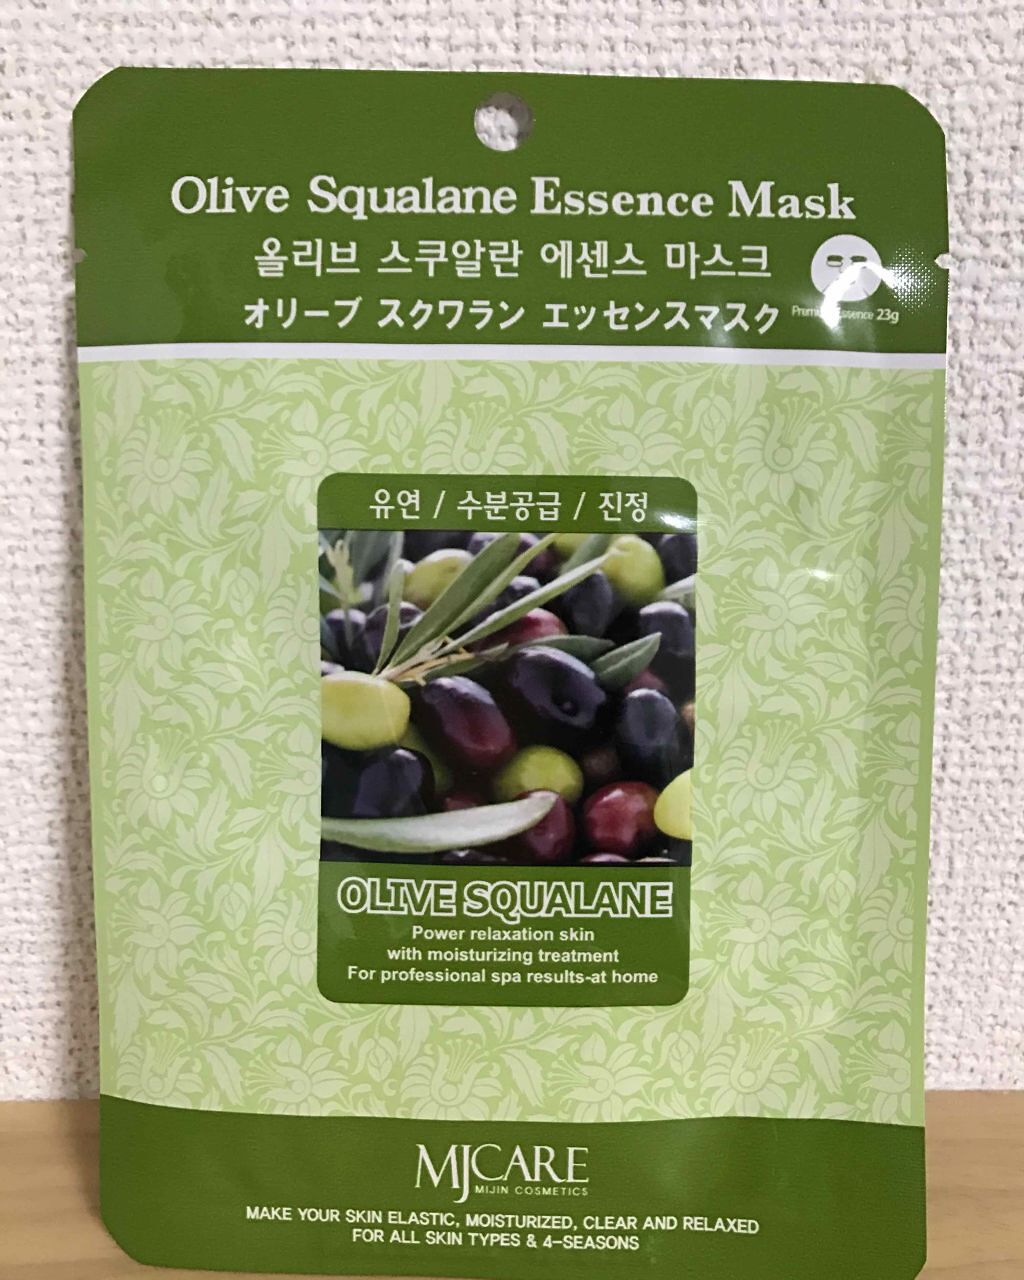 Olive Squalane Essence Mask
올리브 스쿠알란 에센스 마스크
オリーブ スクワラン エッセンスマスク
Premium Essence 23g
유연 / 수분공급 / 진정
OLIVE SQUALANE
Power relaxation skin
with moisturizing treatment
For professional spa results-at home
MJCARE
MIJIN COSMETICS
MAKE YOUR SKIN ELASTIC, MOISTURIZED, CLEAR AND RELAXED
FOR ALL SKIN TYPES & 4-SEASONS